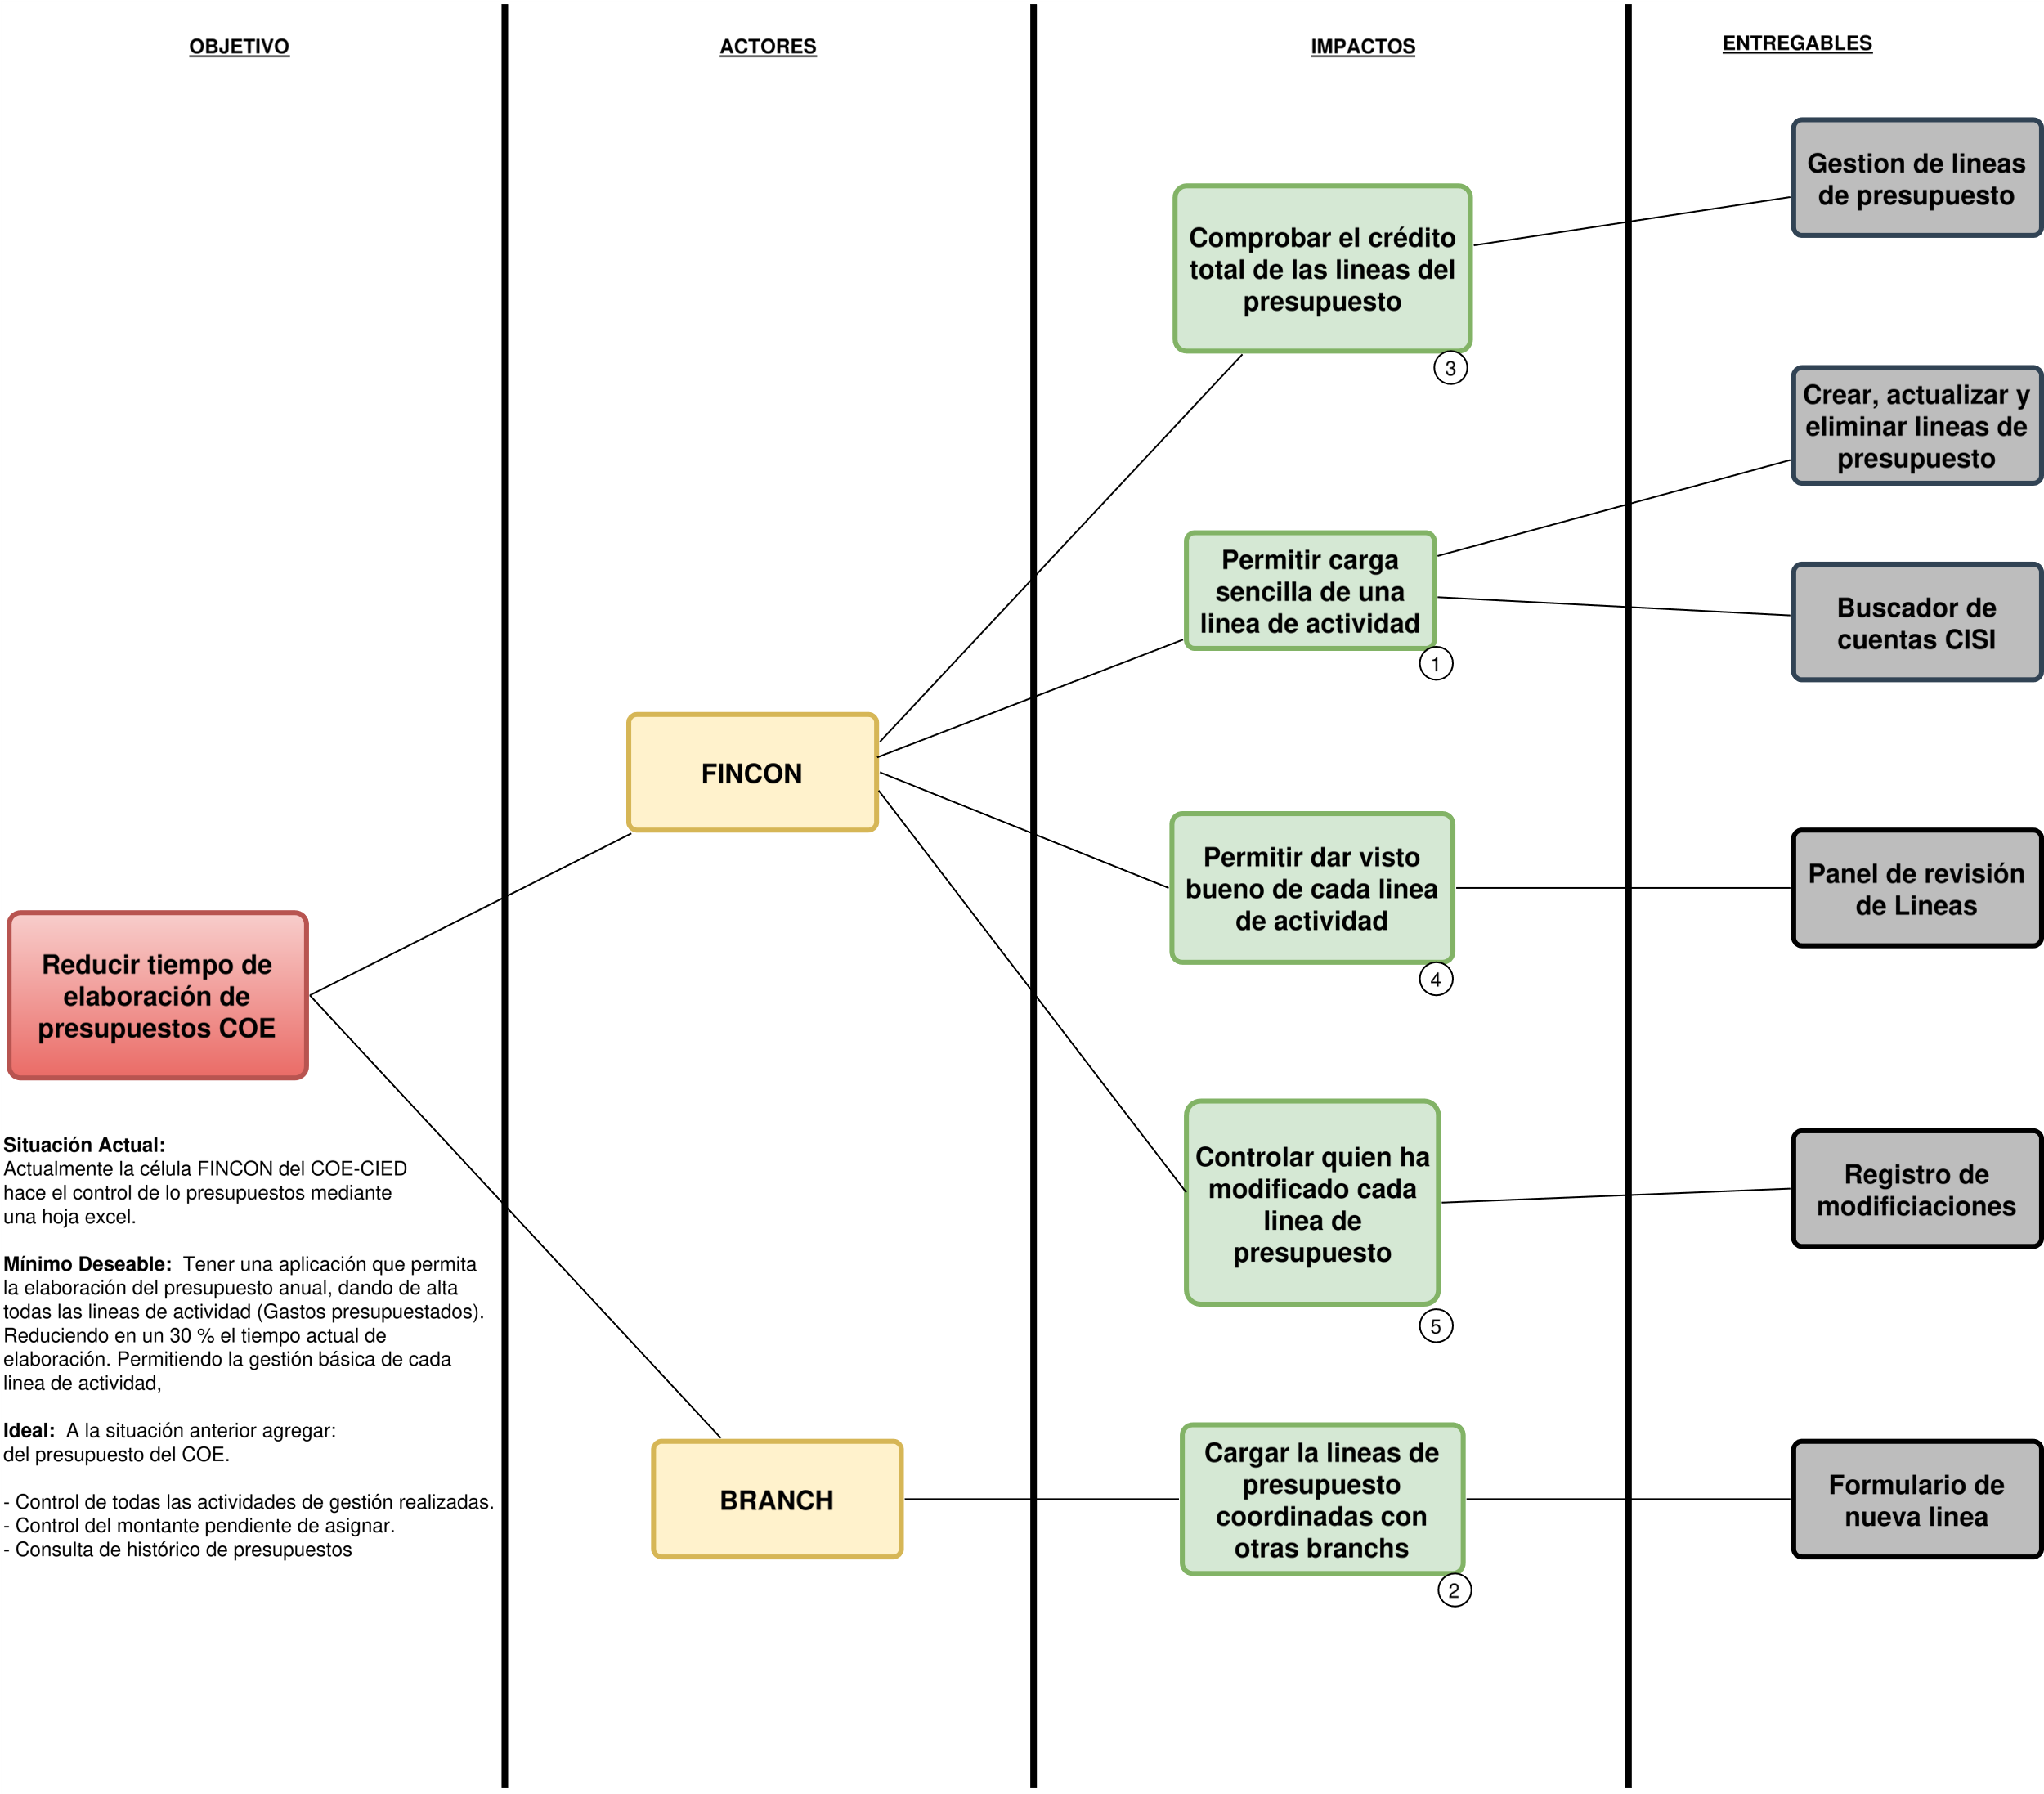 OBJETIVO
ACTORES
IMPACTOS
ENTREGABLES
Reducir tiempo de
elaboración de
presupuestos COE
Situación Actual:
Actualmente la célula FINCON del COE-CIED
hace el control de lo presupuestos mediante
una hoja excel.
Mínimo Deseable:  Tener una aplicación que permita
la elaboración del presupuesto anual, dando de alta
todas las lineas de actividad (Gastos presupuestados).
Reduciendo en un 30 % el tiempo actual de
elaboración. Permitiendo la gestión básica de cada
linea de actividad,
Ideal:  A la situación anterior agregar:
del presupuesto del COE.
- Control de todas las actividades de gestión realizadas.
- Control del montante pendiente de asignar.
- Consulta de histórico de presupuestos
FINCON
BRANCH
Comprobar el crédito
total de las lineas del
presupuesto
3
Permitir carga
sencilla de una
linea de actividad
1
Permitir dar visto
bueno de cada linea
de actividad
4
Controlar quien ha
modificado cada
linea de
presupuesto
5
Cargar la lineas de
presupuesto
coordinadas con
otras branchs
2
Gestion de lineas
de presupuesto
Crear, actualizar y
eliminar lineas de
presupuesto
Buscador de
cuentas CISI
Panel de revisión
de Lineas
Registro de
modificiaciones
Formulario de
nueva linea